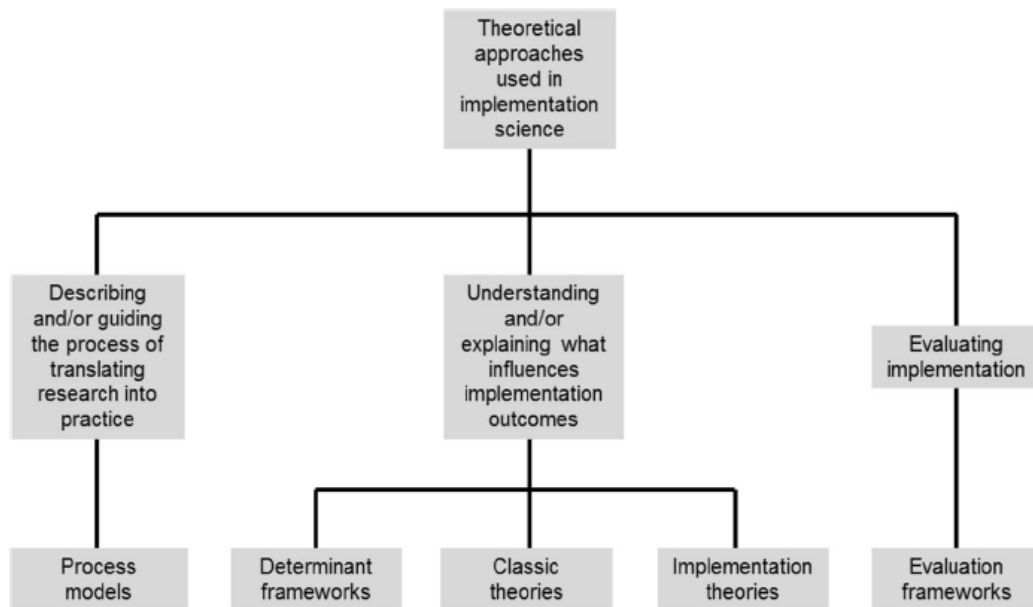 Theoretical
approaches
used in
implementation
science
Describing
and/or guiding
the process of
translating
research into
practice
Understanding
and/or
explaining what
influences
implementation
outcomes
Evaluating
implementation
Process
models
Determinant
frameworks
Classic
theories
Implementation
theories
Evaluation
frameworks